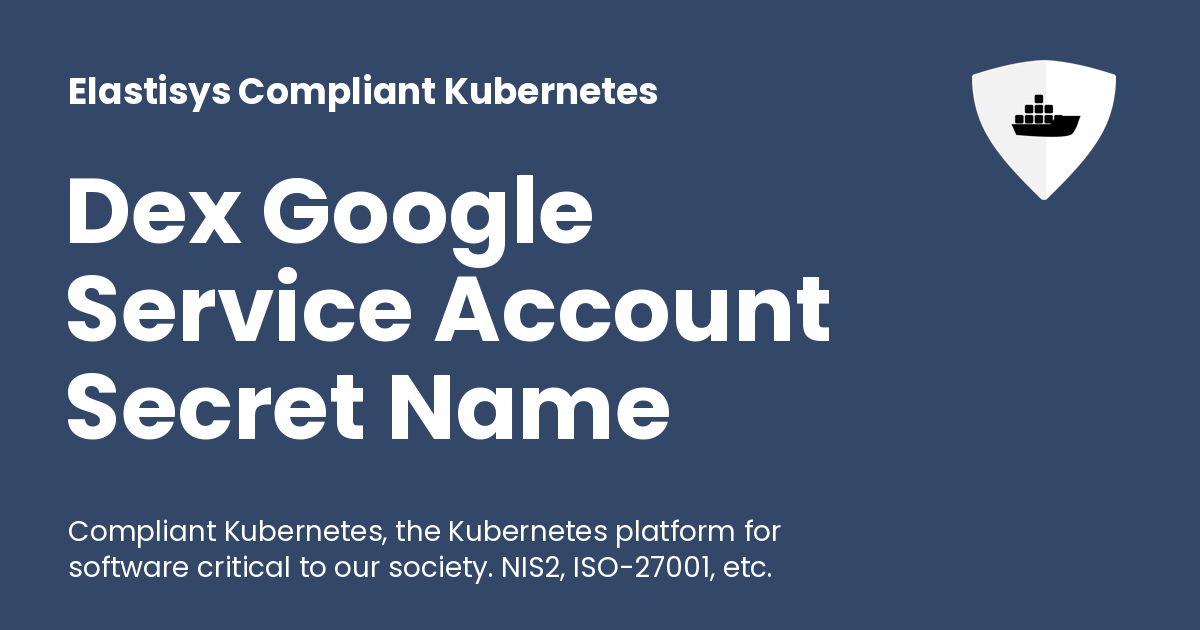 Elastisys Compliant Kubernetes
Dex Google
Service Account
Secret Name
Compliant Kubernetes, the Kubernetes platform for
software critical to our society. NIS2, ISO-27001, etc.